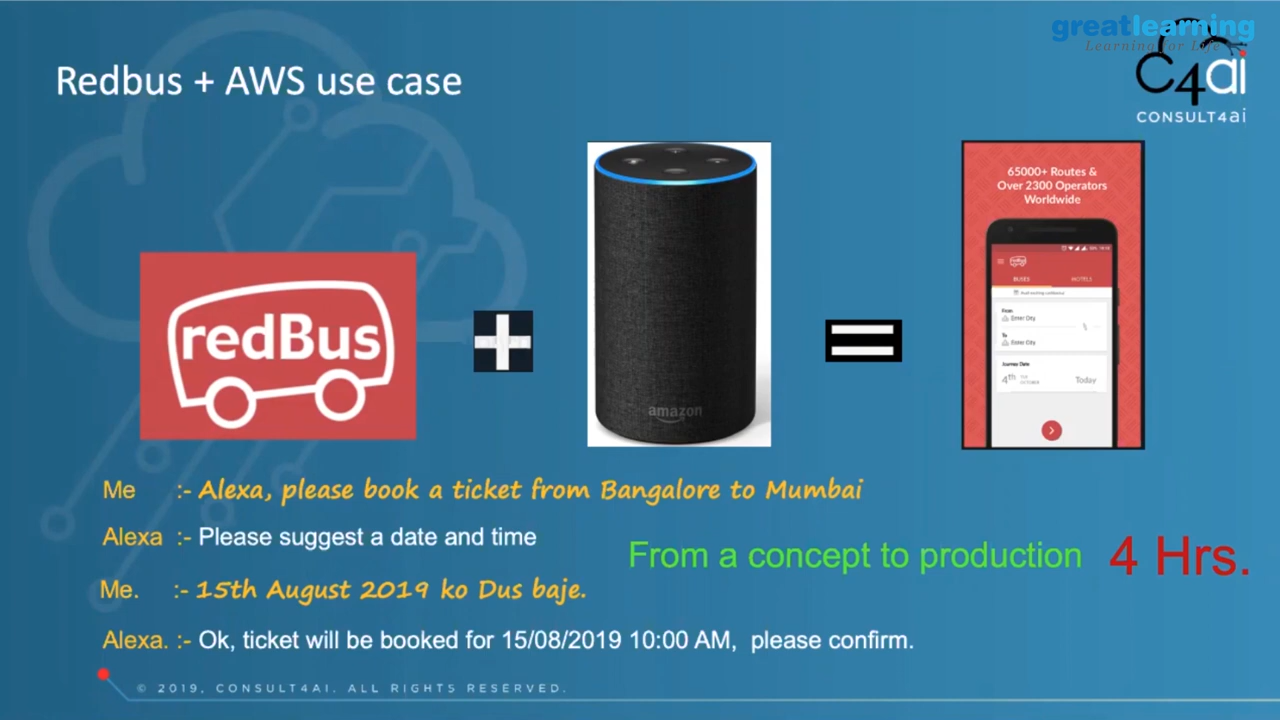 greatlearning
Learning for Life
C4ai
CONSULT4ai
Redbus + AWS use case
redBus
amazon
65000+ Routes &
Over 2300 Operators
Worldwide
redBus
BUSES HOTELS
From
Enter City
To
Enter City
Journey Date
4th TUE Today
OCTOBER
Me :- Alexa, please book a ticket from Bangalore to Mumbai
Alexa :- Please suggest a date and time
From a concept to production 4 Hrs.
Me. :- 15th August 2019 ko Dus baje.
Alexa. :- Ok, ticket will be booked for 15/08/2019 10:00 AM, please confirm.
© 2019, CONSULT4AI. ALL RIGHTS RESERVED.